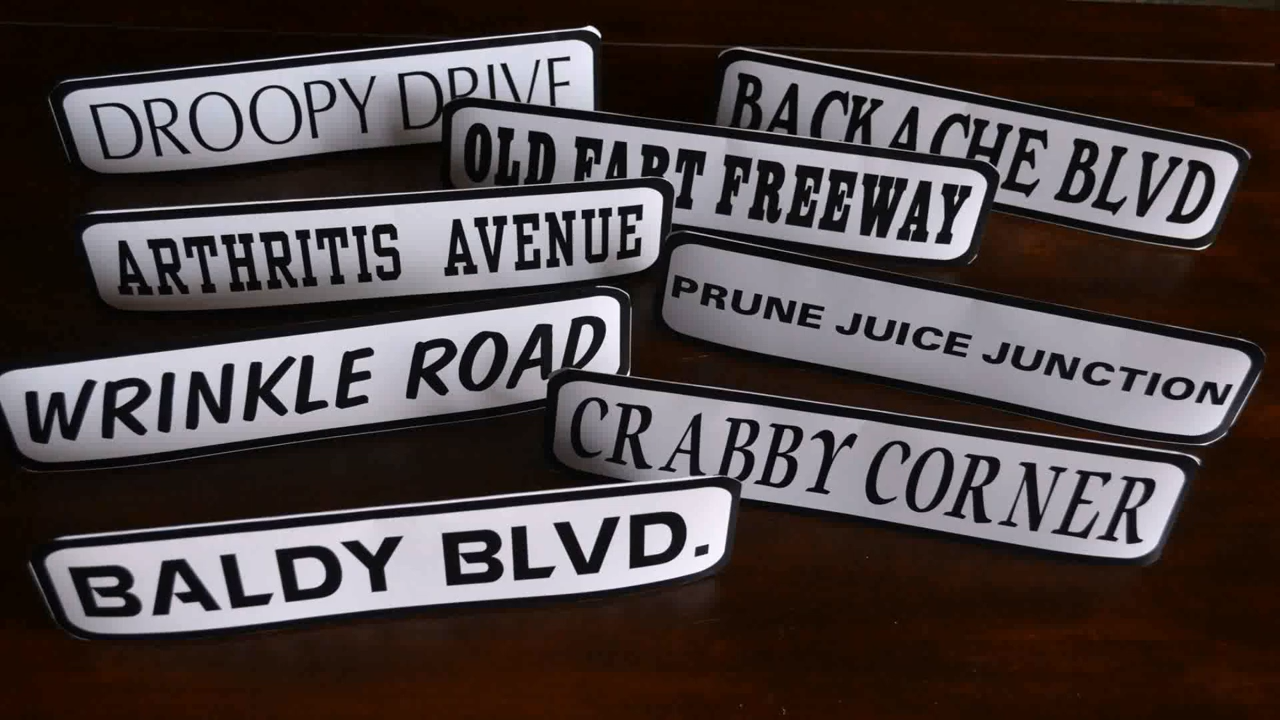 DROOPY DRIVE
BACKACHE BLVD
OLD FART FREEWAY
ARTHRITIS AVENUE
PRUNE JUICE JUNCTION
WRINKLE ROAD
CRABBY CORNER
BALDY BLVD.